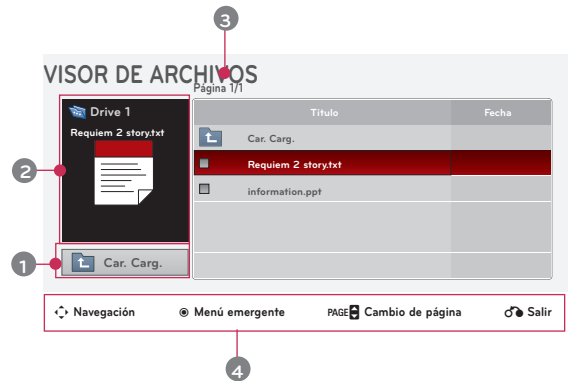 3
VISOR DE ARCHIVOS
Página 1/1
Drive 1
Requiem 2 story.txt
Título Fecha
Car. Carg.
Requiem 2 story.txt
information.ppt
2
1
Car. Carg.
Navegación Menú emergente PAGE Cambio de página Salir
4